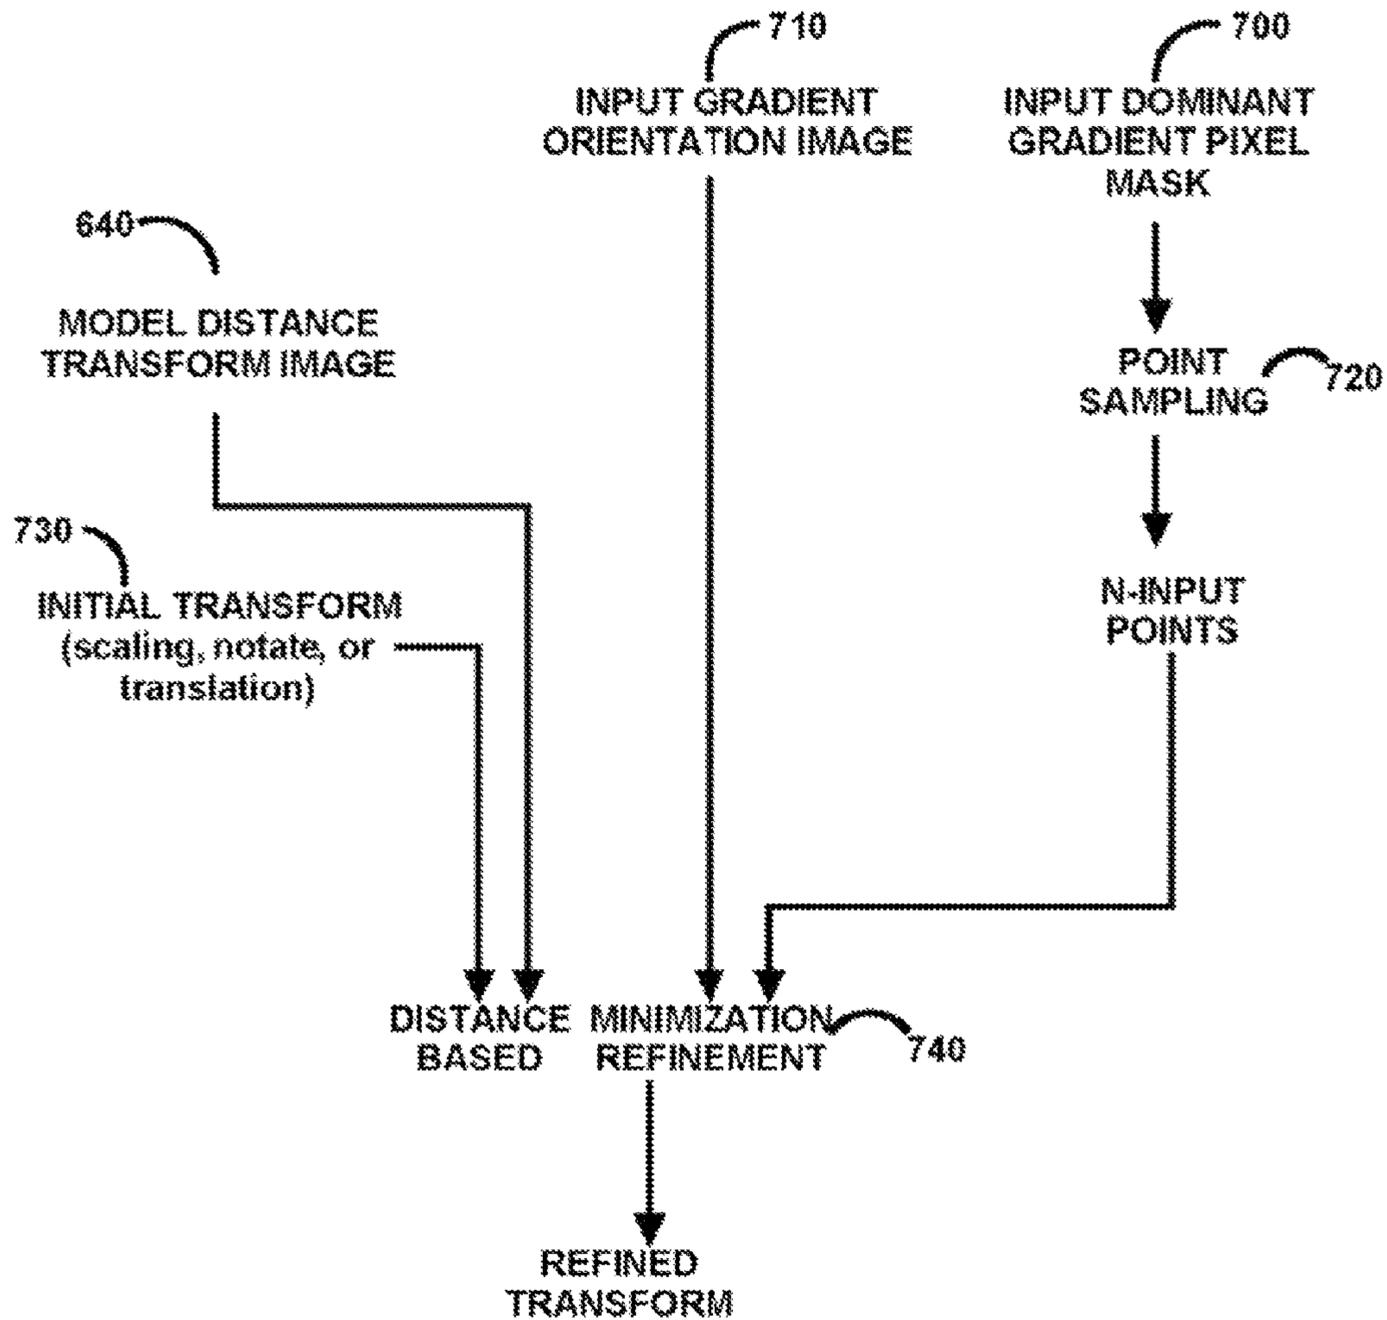 710
INPUT GRADIENT
ORIENTATION IMAGE
700
INPUT DOMINANT
GRADIENT PIXEL
MASK
640
MODEL DISTANCE
TRANSFORM IMAGE
POINT
SAMPLING
720
730
INITIAL TRANSFORM
(scaling, notate, or
translation)
N-INPUT
POINTS
DISTANCE MINIMIZATION
BASED REFINEMENT
740
REFINED
TRANSFORM